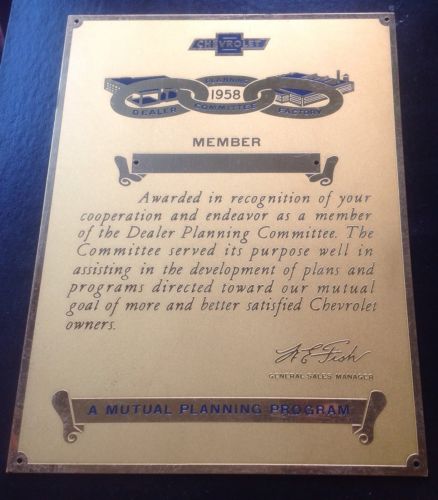 CHEVROLET
PLANNING
1958
DEALER COMMITTEE FACTORY
MEMBER
Awarded in recognition of your
cooperation and endeavor as a member
of the Dealer Planning Committee. The
Committee served its purpose well in
assisting in the development of plans and
programs directed toward our mutual
goal of more and better satisfied Chevrolet
owners.
W E Fish
GENERAL SALES MANAGER
A MUTUAL PLANNING PROGRAM